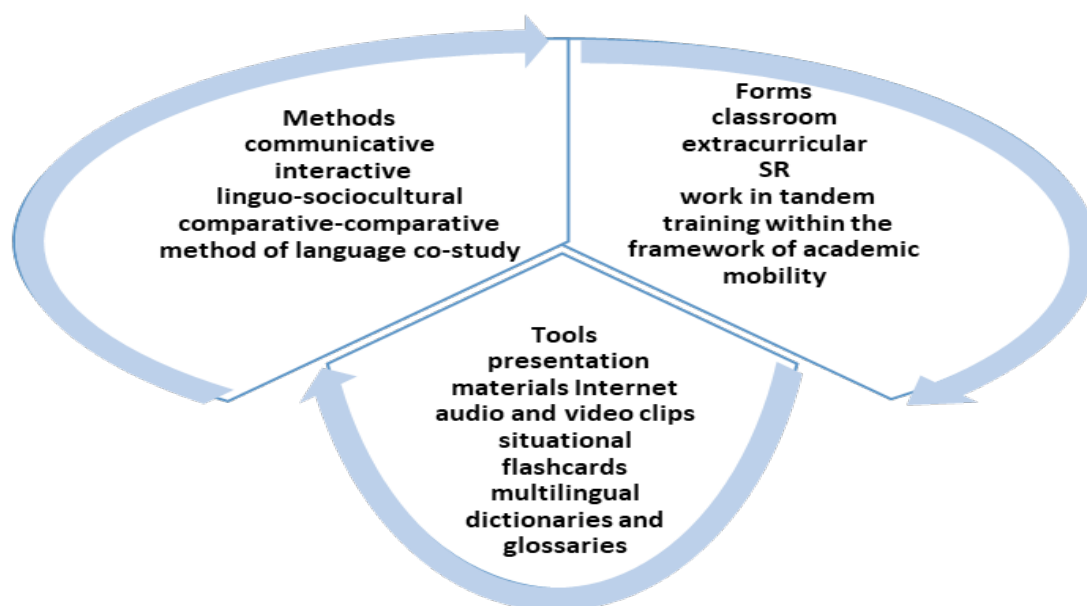 Methods
communicative
interactive
linguo-sociocultural
comparative-comparative
method of language co-study
Forms
classroom
extracurricular
SR
work in tandem
training within the
framework of academic
mobility
Tools
presentation
materials Internet
audio and video clips
situational
flashcards
multilingual
dictionaries and
glossaries